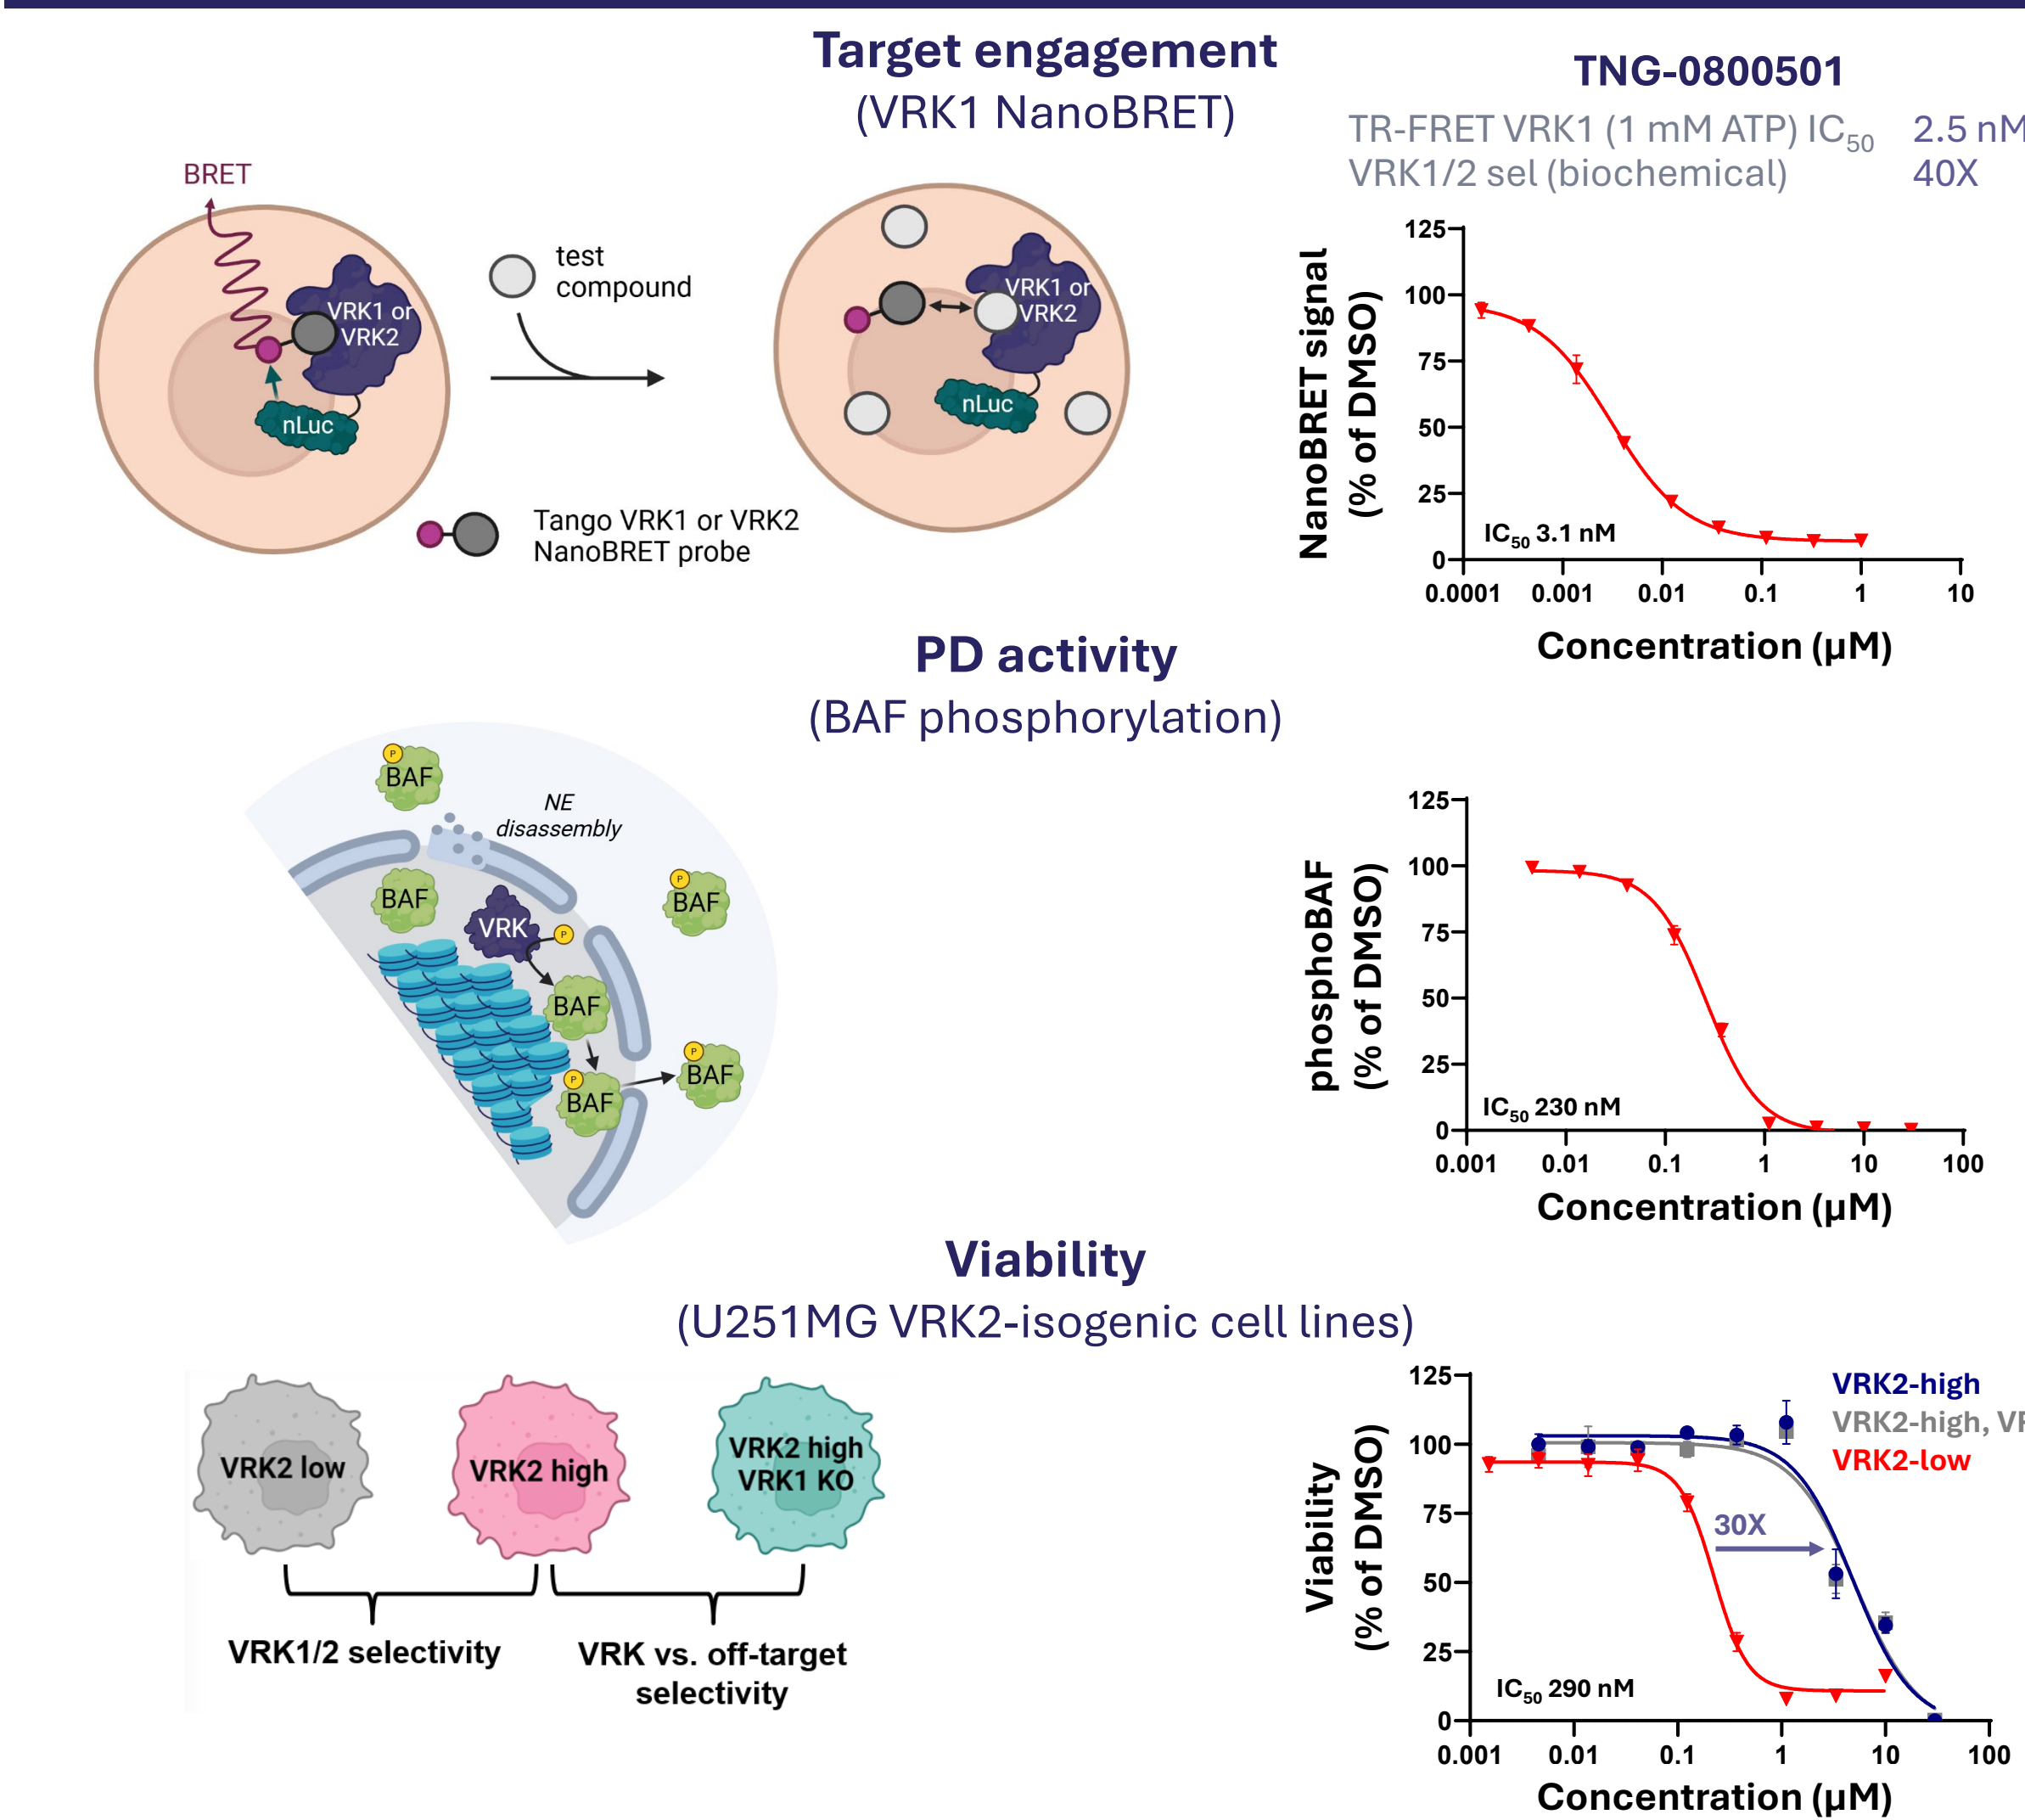 Target engagement
(VRK1 NanoBRET)
TNG-0800501
TR-FRET VRK1 (1 mM ATP) IC50 2.5 nM
VRK1/2 sel (biochemical) 40X
BRET
VRK1 or
VRK2
nLuc
test
compound
VRK1 or
VRK2
nLuc
Tango VRK1 or VRK2
NanoBRET probe
NanoBRET signal
(% of DMSO)
125
100
75
50
25
0
IC50 3.1 nM
0.0001 0.001 0.01 0.1 1 10
Concentration (µM)
PD activity
(BAF phosphorylation)
P
BAF
NE
disassembly
BAF
VRK
P
P
BAF
BAF
P
BAF
P
BAF
phosphoBAF
(% of DMSO)
125
100
75
50
25
0
IC50 230 nM
0.001 0.01 0.1 1 10 100
Concentration (µM)
Viability
(U251MG VRK2-isogenic cell lines)
VRK2 low
VRK2 high
VRK2 high
VRK1 KO
VRK1/2 selectivity
VRK vs. off-target
selectivity
Viability
(% of DMSO)
125
100
75
50
25
0
VRK2-high
VRK2-high,
VRK2-low
30X
IC50 290 nM
0.001 0.01 0.1 1 10 100
Concentration (µM)